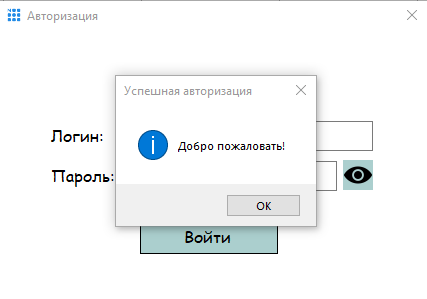 Авторизация
Успешная авторизация
Логин:
Добро пожаловать!
Пароль:
ОК
Войти